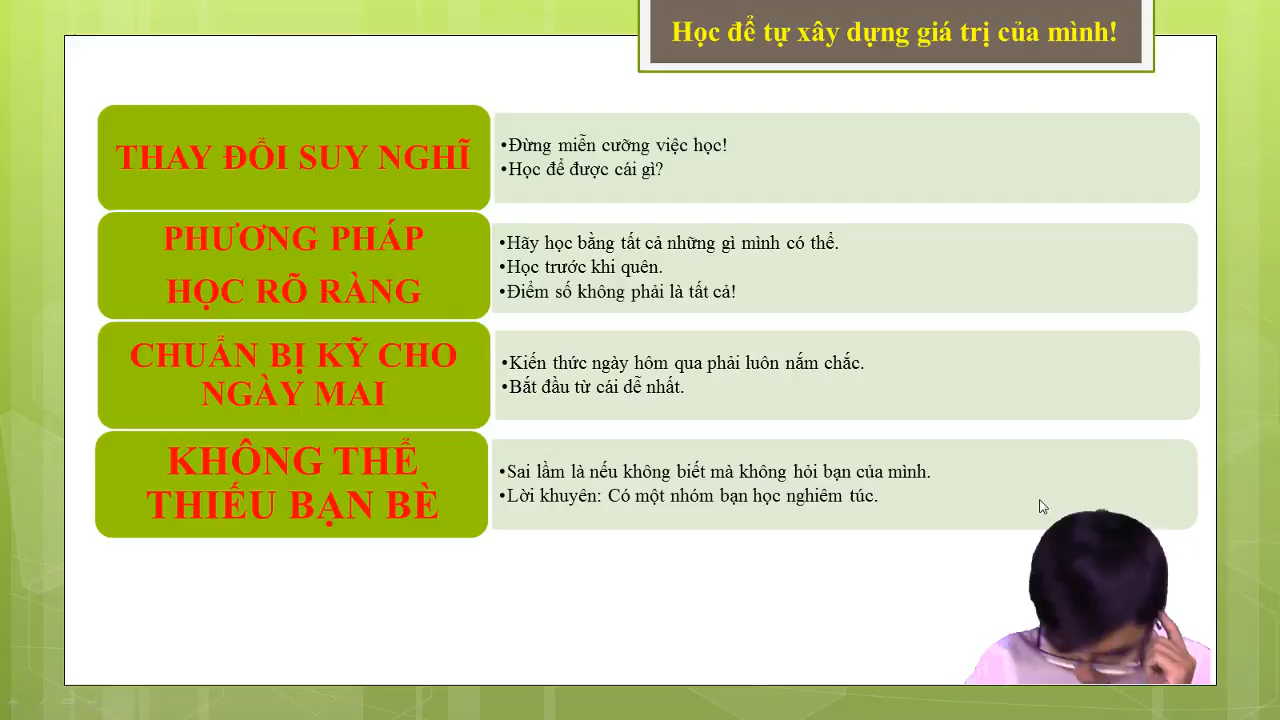 Học để tự xây dựng giá trị của mình!
THAY ĐỔI SUY NGHĨ
•Đừng miễn cưỡng việc học!
•Học để được cái gì?
PHƯƠNG PHÁP
HỌC RÕ RÀNG
•Hãy học bằng tất cả những gì mình có thể.
•Học trước khi quên.
•Điểm số không phải là tất cả!
CHUẨN BỊ KỸ CHO
NGÀY MAI
•Kiến thức ngày hôm qua phải luôn nắm chắc.
•Bắt đầu từ cái dễ nhất.
KHÔNG THỂ
THIẾU BẠN BÈ
•Sai lầm là nếu không biết mà không hỏi bạn của mình.
•Lời khuyên: Có một nhóm bạn học nghiêm túc.